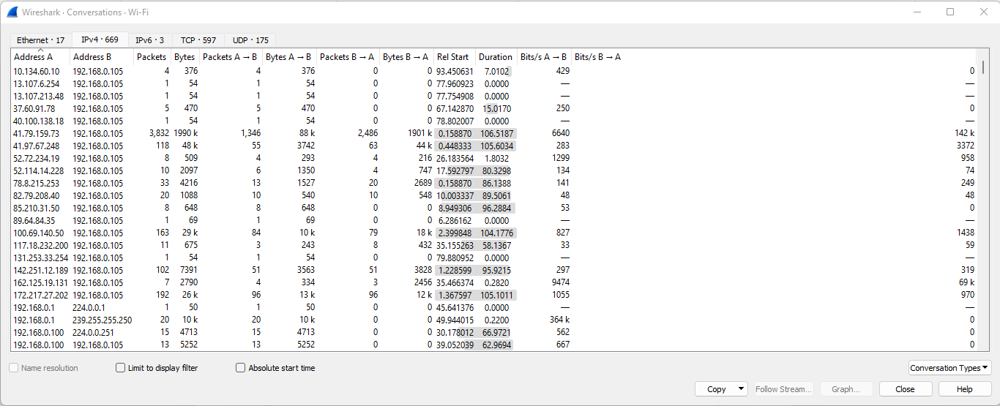 Wireshark · Conversations · Wi-Fi
Ethernet · 17 IPv4 · 669 IPv6 · 3 TCP · 597 UDP · 175
Address A Address B Packets Bytes Packets A → B Bytes A → B Packets B → A Bytes B → A Rel Start Duration Bits/s A → B Bits/s B → A
10.134.60.10 192.168.0.105 4 376 4 376 0 0 93.450631 7.0102 429 0
13.107.6.254 192.168.0.105 1 54 1 54 0 0 77.960923 0.0000 — —
13.107.213.48 192.168.0.105 1 54 1 54 0 0 77.754908 0.0000 — —
37.60.91.78 192.168.0.105 5 470 5 470 0 0 67.142870 15.0170 250 0
40.100.138.18 192.168.0.105 1 54 1 54 0 0 78.802007 0.0000 — —
41.79.159.73 192.168.0.105 3,832 1990 k 1,346 88 k 2,486 1901 k 0.158870 106.5187 6640 142 k
41.97.67.248 192.168.0.105 118 48 k 55 3742 63 44 k 0.448333 105.6034 283 3372
52.72.234.19 192.168.0.105 8 509 4 293 4 216 26.183564 1.8032 1299 958
52.114.14.228 192.168.0.105 10 2097 6 1350 4 747 17.592797 80.3298 134 74
78.8.215.253 192.168.0.105 33 4216 13 1527 20 2689 0.158870 86.1388 141 249
82.79.208.40 192.168.0.105 20 1088 10 540 10 548 10.003337 89.5061 48 48
85.210.31.50 192.168.0.105 8 648 8 648 0 0 8.949306 96.2884 53 0
89.64.84.35 192.168.0.105 1 69 1 69 0 0 6.286162 0.0000 — —
100.69.140.50 192.168.0.105 163 29 k 84 10 k 79 18 k 2.399848 104.1776 827 1438
117.18.232.200 192.168.0.105 11 675 3 243 8 432 35.155263 58.1367 33 59
131.253.33.254 192.168.0.105 1 54 1 54 0 0 79.880952 0.0000 — —
142.251.12.189 192.168.0.105 102 7391 51 3563 51 3828 1.228599 95.9215 297 319
162.125.19.131 192.168.0.105 7 2790 4 334 3 2456 35.466374 0.2820 9474 69 k
172.217.27.202 192.168.0.105 192 26 k 96 13 k 96 12 k 1.367597 105.1011 1055 970
192.168.0.1 224.0.0.1 1 50 1 50 0 0 45.641376 0.0000 — —
192.168.0.1 239.255.255.250 20 10 k 20 10 k 0 0 49.944015 0.2200 364 k 0
192.168.0.100 224.0.0.251 15 4713 15 4713 0 0 30.178012 66.9721 562 0
192.168.0.100 192.168.0.105 13 5252 13 5252 0 0 39.052039 62.9694 667 0
Name resolution Limit to display filter Absolute start time Conversation Types
Copy Follow Stream... Graph... Close Help